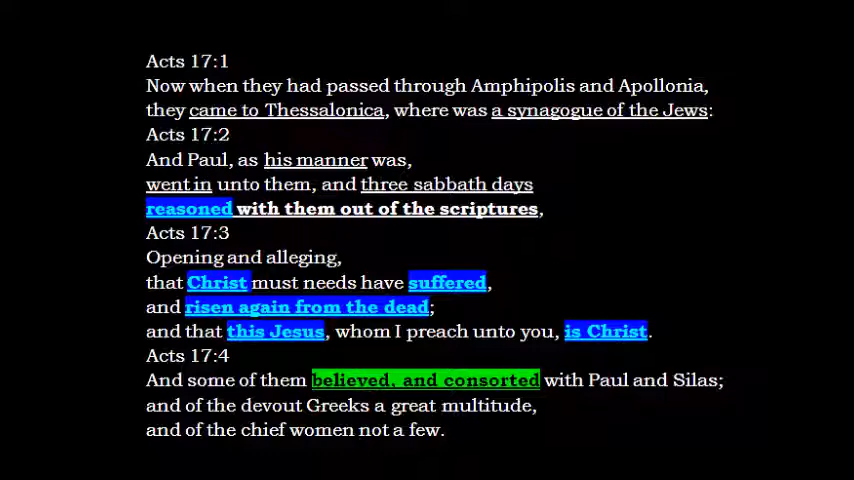 Acts 17:1
Now when they had passed through Amphipolis and Apollonia,
they came to Thessalonica, where was a synagogue of the Jews:
Acts 17:2
And Paul, as his manner was,
went in unto them, and three sabbath days
reasoned with them out of the scriptures,
Acts 17:3
Opening and alleging,
that Christ must needs have suffered,
and risen again from the dead;
and that this Jesus, whom I preach unto you, is Christ.
Acts 17:4
And some of them believed, and consorted with Paul and Silas;
and of the devout Greeks a great multitude,
and of the chief women not a few.